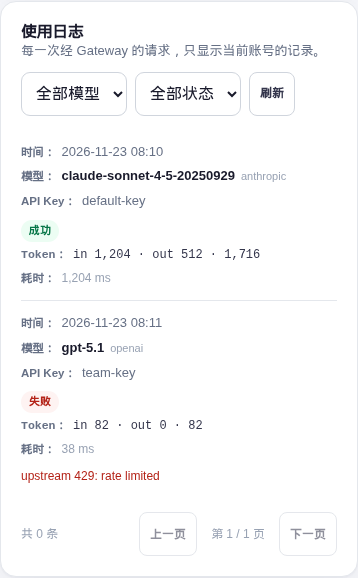 使用日志
每一次经 Gateway 的请求，只显示当前账号的记录。
全部模型 全部状态 刷新
时间： 2026-11-23 08:10
模型： claude-sonnet-4-5-20250929 anthropic
API Key： default-key
成功
Token： in 1,204 · out 512 · 1,716
耗时： 1,204 ms
时间： 2026-11-23 08:11
模型： gpt-5.1 openai
API Key： team-key
失败
Token： in 82 · out 0 · 82
耗时： 38 ms
upstream 429: rate limited
共 0 条 上一页 第 1 / 1 页 下一页